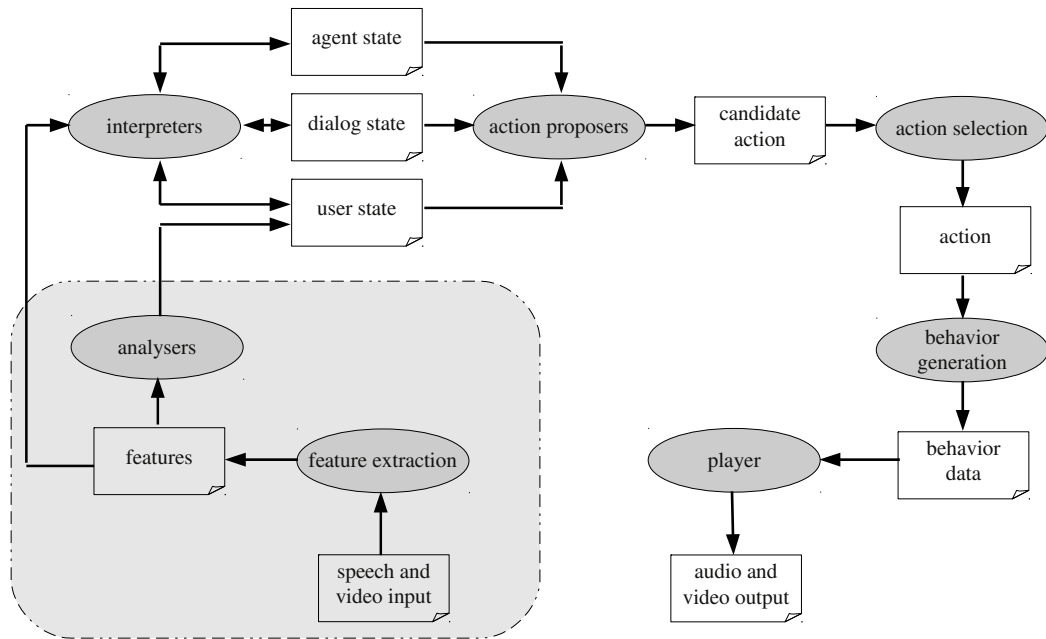 agent state
interpreters
dialog state
action proposers
candidate
action
action selection
user state
action
analysers
behavior
generation
features
feature extraction
player
behavior
data
speech and
video input
audio and
video output